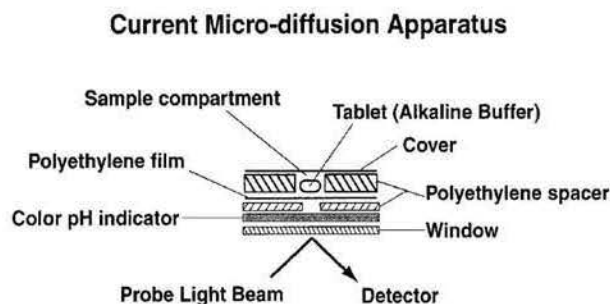 Current Micro-diffusion Apparatus
Sample compartment
Tablet (Alkaline Buffer)
Cover
Polyethylene film
Polyethylene spacer
Color pH indicator
Window
Probe Light Beam
Detector